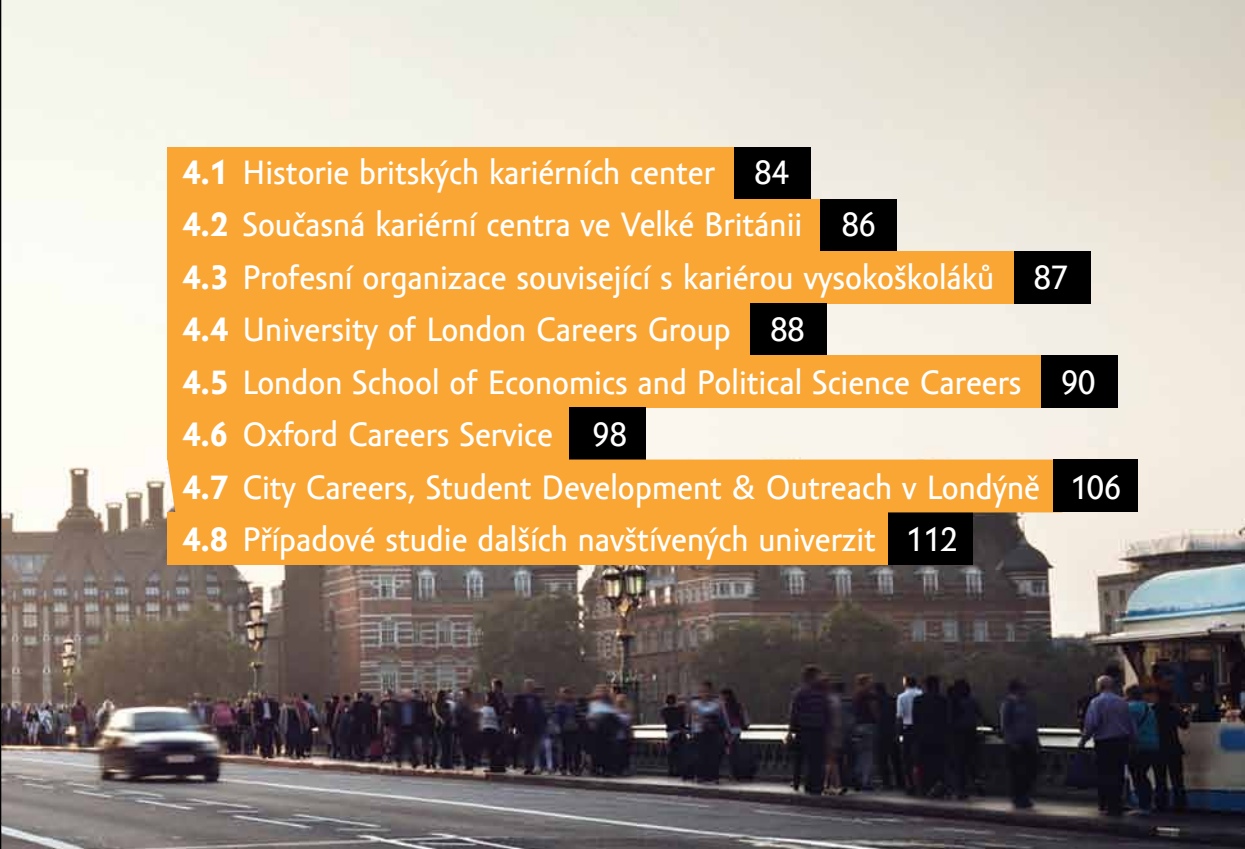 4.1 Historie britských kariérních center 84
4.2 Současná kariérní centra ve Velké Británii 86
4.3 Profesní organizace související s kariérou vysokoškoláků 87
4.4 University of London Careers Group 88
4.5 London School of Economics and Political Science Careers 90
4.6 Oxford Careers Service 98
4.7 City Careers, Student Development & Outreach v Londýně 106
4.8 Případové studie dalších navštívených univerzit 112